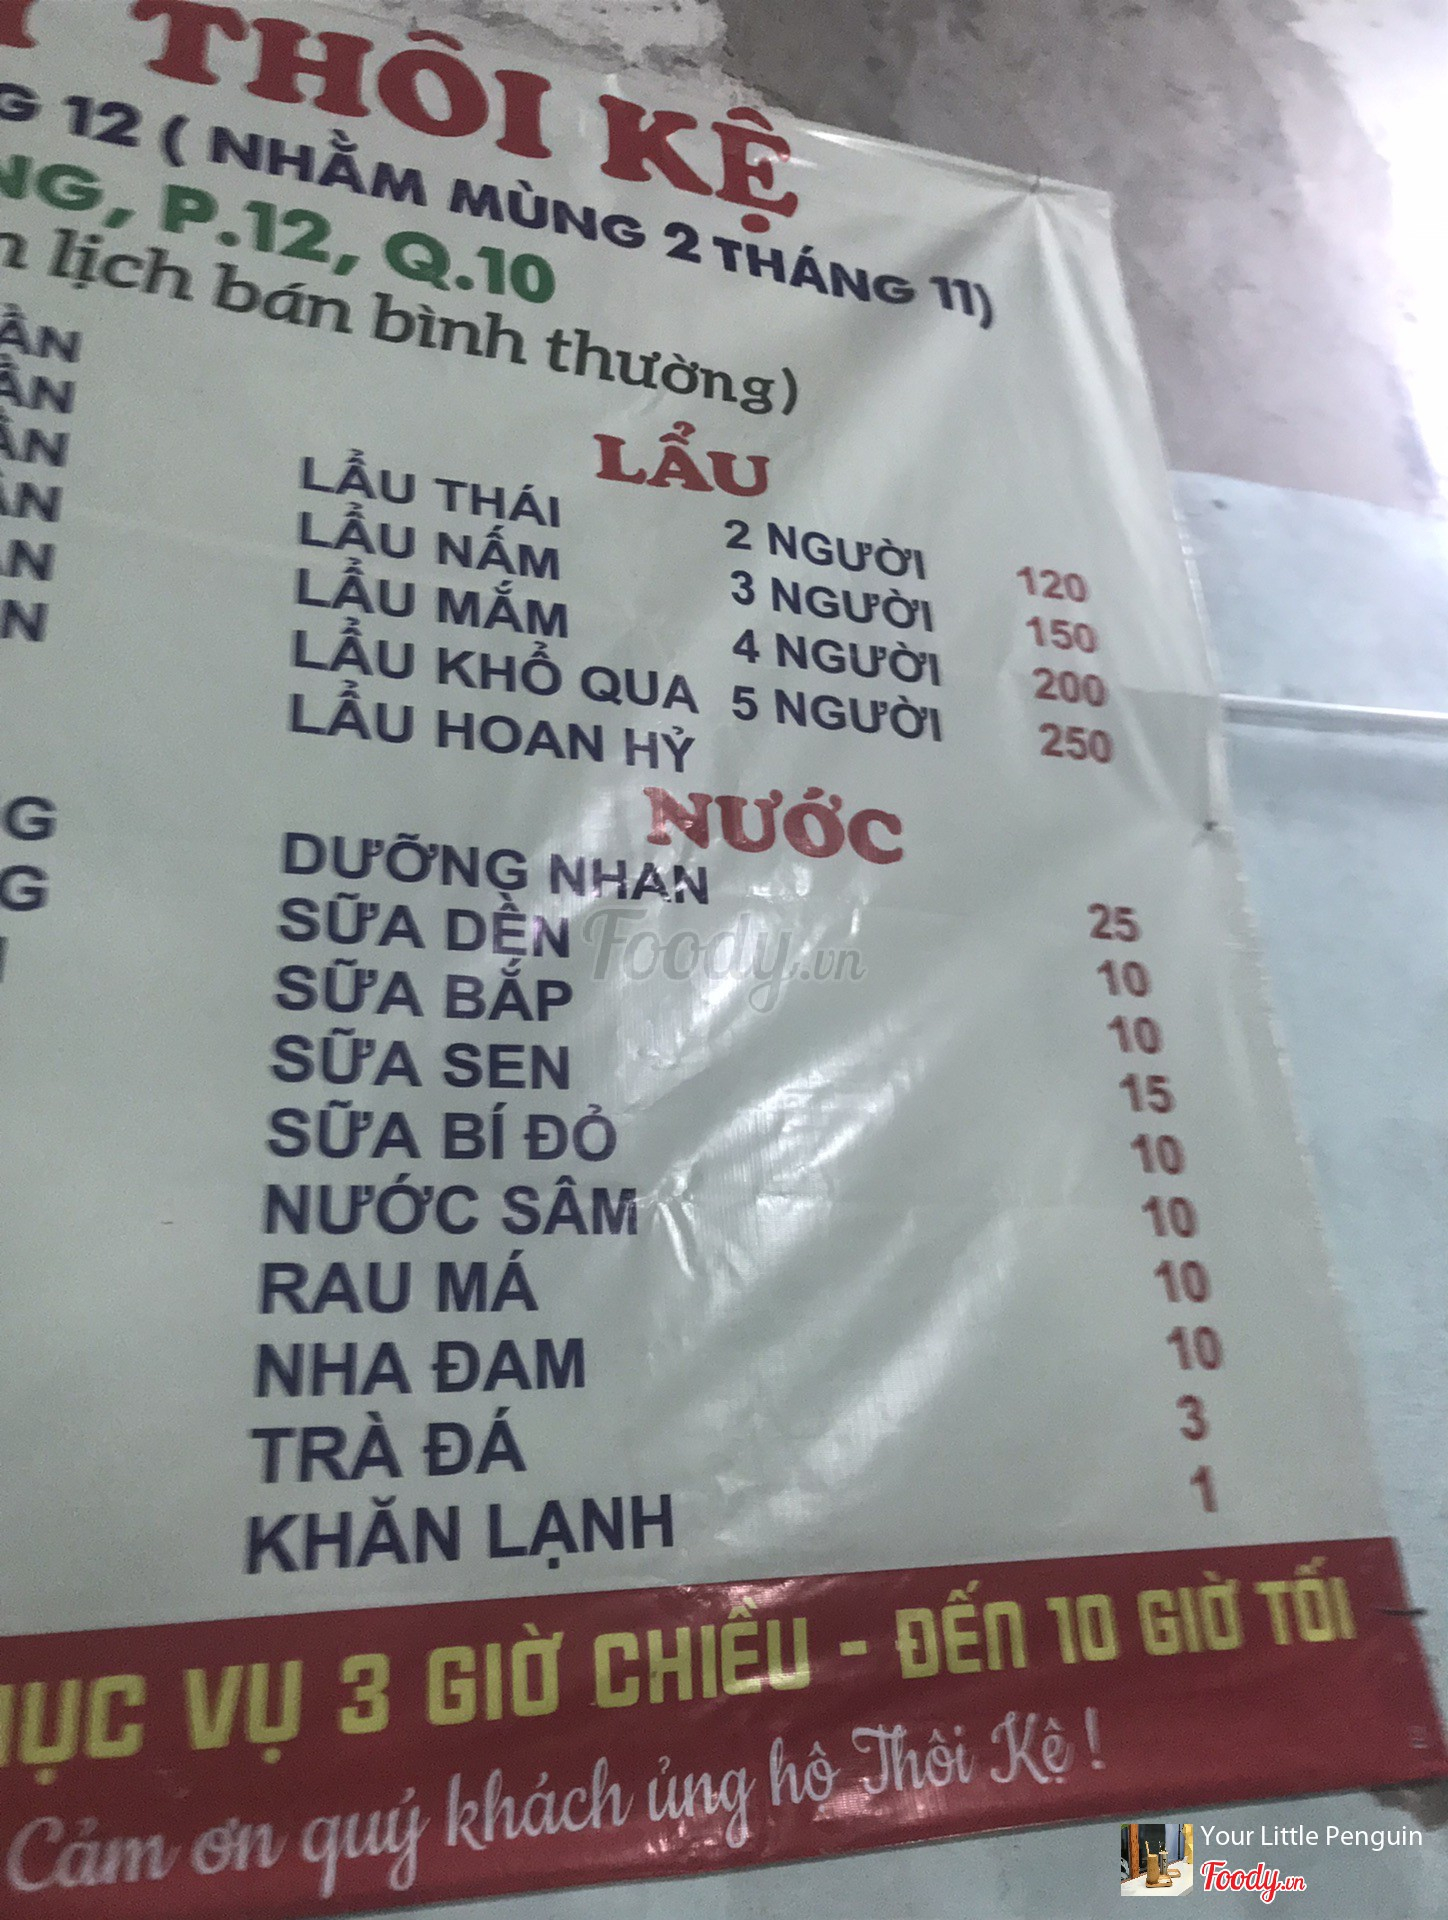 THÔI KỆ
G 12 ( NHẰM MÙNG 2 THÁNG 11)
NG, P.12, Q.10
lịch bán bình thường)
LẨU
LẨU THÁI 2 NGƯỜI 120
LẨU NẤM 3 NGƯỜI 150
LẨU MẮM 4 NGƯỜI 200
LẨU KHỔ QUA 5 NGƯỜI 250
LẨU HOAN HỶ
NƯỚC
DƯỠNG NHAN 25
SỮA DỀN 10
SỮA BẮP 10
SỮA SEN 15
SỮA BÍ ĐỎ 10
NƯỚC SÂM 10
RAU MÁ 10
NHA ĐAM 10
TRÀ ĐÁ 3
KHĂN LẠNH 1
VỤ 3 GIỜ CHIỀU - ĐẾN 10 GIỜ TỐI
Cảm ơn quý khách ủng hộ Thôi Kệ !
Foody.vn
Your Little Penguin
Foody.vn